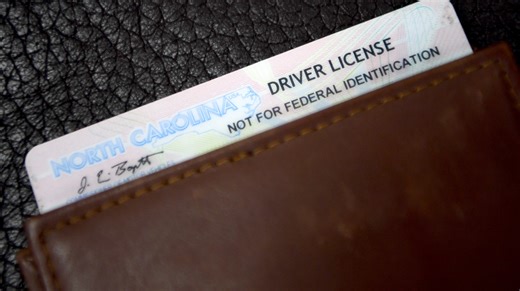 DRIVER LICENSE
NOT FOR FEDERAL IDENTIFICATION
NORTH CAROLINA